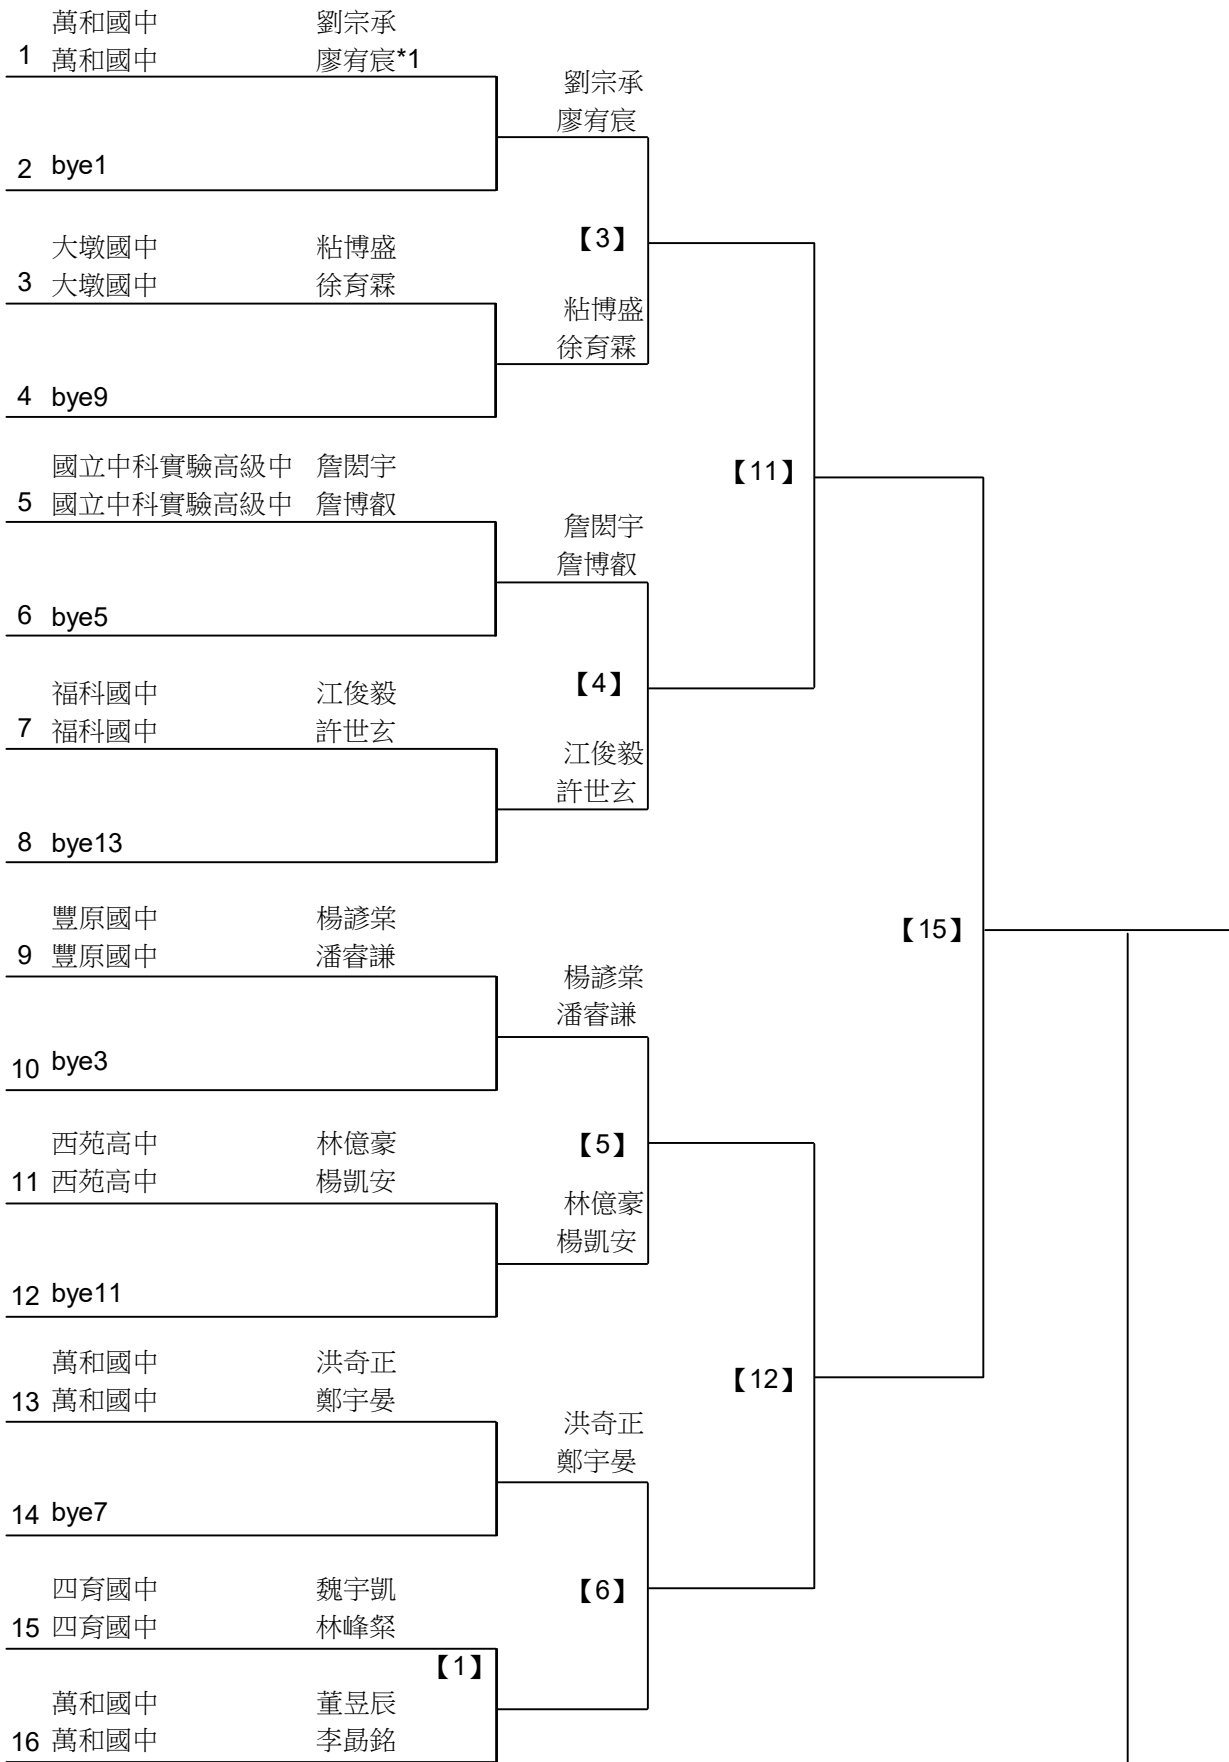 萬和國中 劉宗承
1 萬和國中 廖宥宸*1
劉宗承
廖宥宸
2 bye1
大墩國中 粘博盛
【3】
3 大墩國中 徐育霖
粘博盛
徐育霖
4 bye9
國立中科實驗高級中 詹閎宇
【11】
5 國立中科實驗高級中 詹博叡
詹閎宇
詹博叡
6 bye5
福科國中 江俊毅
【4】
7 福科國中 許世玄
江俊毅
許世玄
8 bye13
豐原國中 楊諺棠
【15】
9 豐原國中 潘睿謙
楊諺棠
潘睿謙
10 bye3
西苑高中 林億豪
【5】
11 西苑高中 楊凱安
林億豪
楊凱安
12 bye11
萬和國中 洪奇正
【12】
13 萬和國中 鄭宇晏
洪奇正
鄭宇晏
14 bye7
四育國中 魏宇凱
【6】
15 四育國中 林峰粲
【1】
萬和國中 董昱辰
16 萬和國中 李勗銘